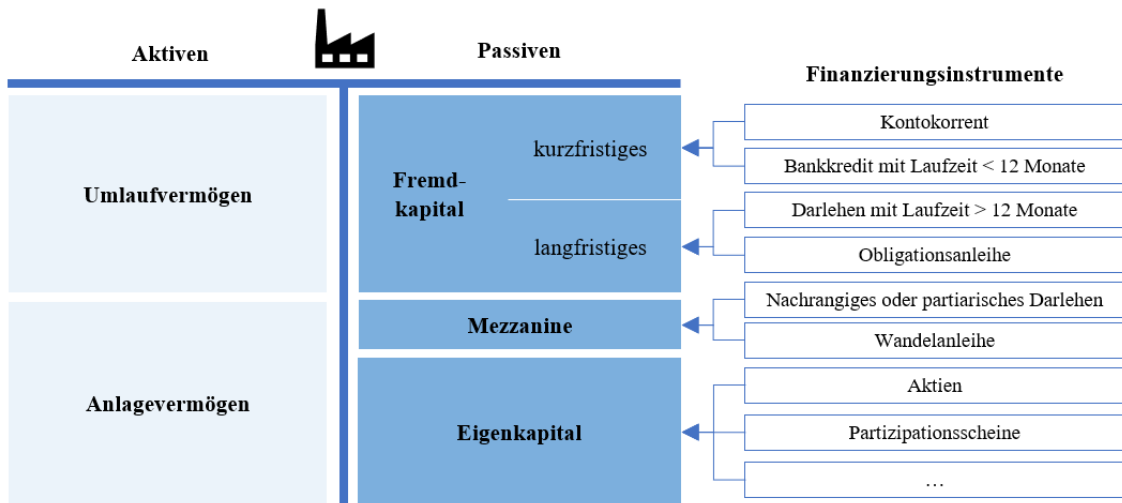 Aktiven
Passiven
Finanzierungsinstrumente
Umlaufvermögen
Anlagevermögen
Fremd-
kapital
kurzfristiges
langfristiges
Mezzanine
Eigenkapital
Kontokorrent
Bankkredit mit Laufzeit < 12 Monate
Darlehen mit Laufzeit > 12 Monate
Obligationsanleihe
Nachrangiges oder partiarisches Darlehen
Wandelanleihe
Aktien
Partizipationsscheine
…